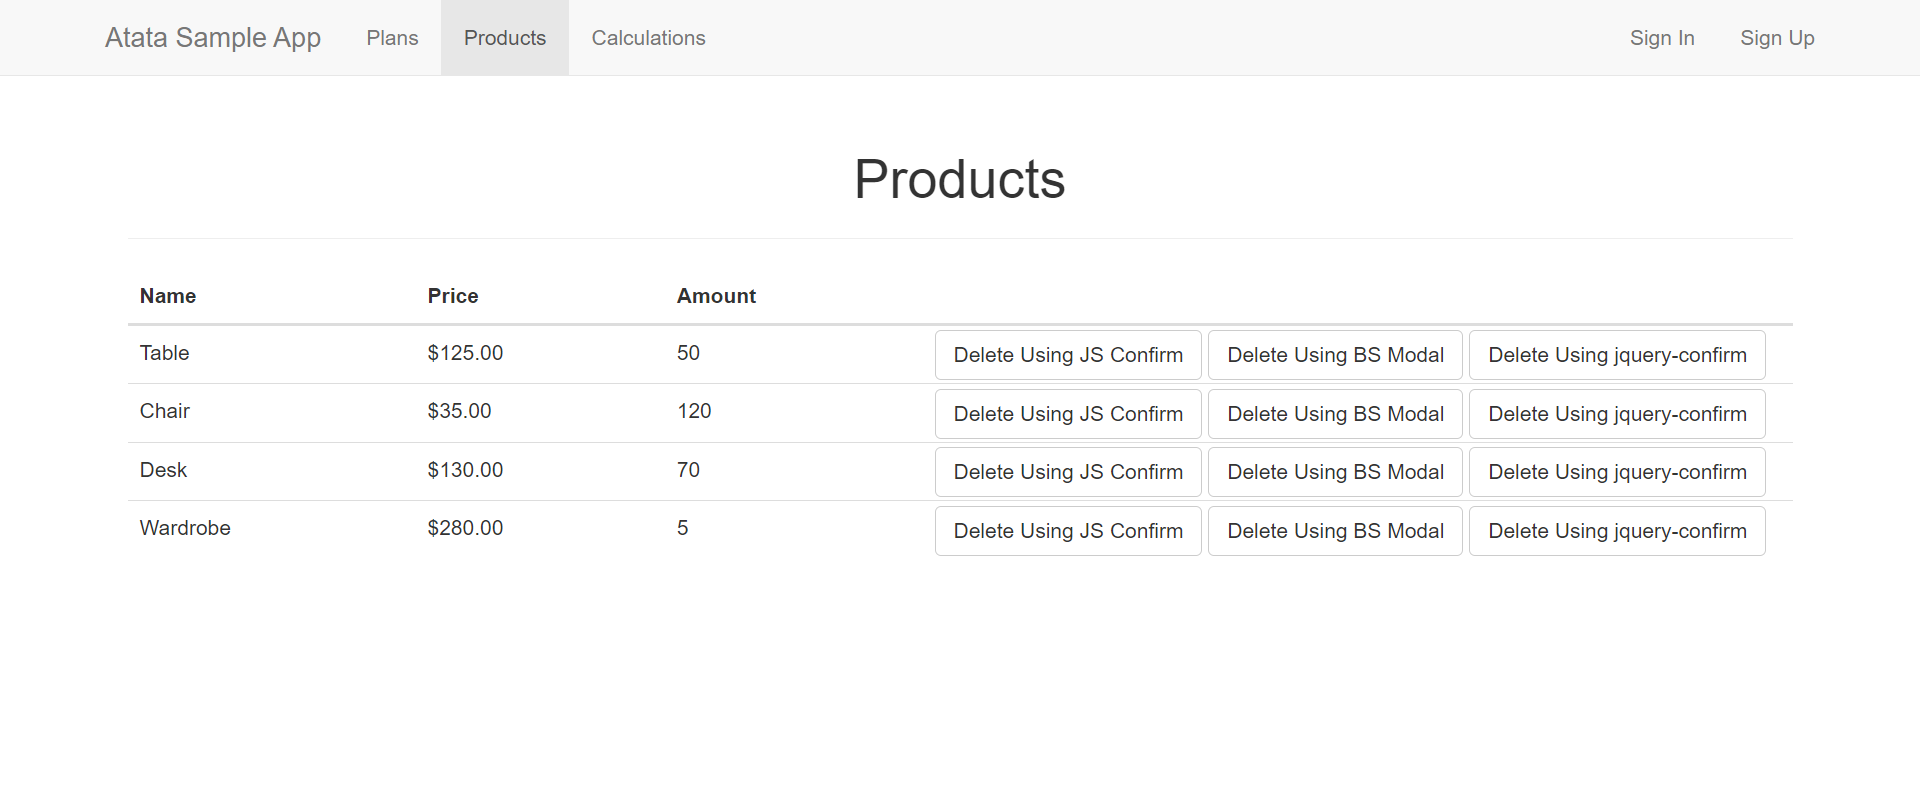 Atata Sample App Plans Products Calculations Sign In Sign Up
Products
Name Price Amount
Table $125.00 50 Delete Using JS Confirm Delete Using BS Modal Delete Using jquery-confirm
Chair $35.00 120 Delete Using JS Confirm Delete Using BS Modal Delete Using jquery-confirm
Desk $130.00 70 Delete Using JS Confirm Delete Using BS Modal Delete Using jquery-confirm
Wardrobe $280.00 5 Delete Using JS Confirm Delete Using BS Modal Delete Using jquery-confirm